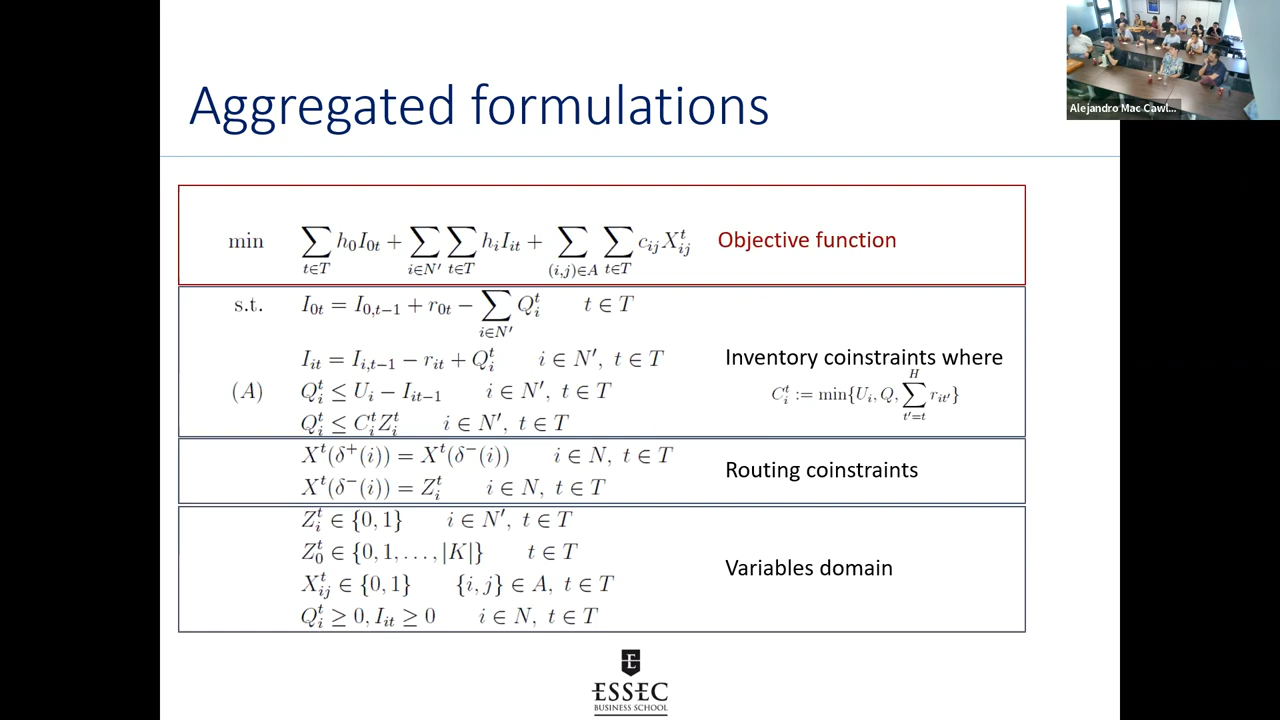 Alejandro Mac Cawl...
Aggregated formulations
min ∑_{t∈T} h_0 I_{0t} + ∑_{i∈N′} ∑_{t∈T} h_i I_{it} + ∑_{(i,j)∈A} ∑_{t∈T} c_{ij} X_{ij}^t Objective function
s.t. I_{0t} = I_{0,t−1} + r_{0t} − ∑_{i∈N′} Q_i^t t ∈ T
I_{it} = I_{i,t−1} − r_{it} + Q_i^t i ∈ N′, t ∈ T Inventory coinstraints where
(A) Q_i^t ≤ U_i − I_{it−1} i ∈ N′, t ∈ T C_i^t := min{U_i, Q, ∑_{t′=t}^{H} r_{it′}}
Q_i^t ≤ C_i^t Z_i^t i ∈ N′, t ∈ T
X^t(δ^+(i)) = X^t(δ^−(i)) i ∈ N, t ∈ T
Routing coinstraints
X^t(δ^−(i)) = Z_i^t i ∈ N, t ∈ T
Z_i^t ∈ {0, 1} i ∈ N′, t ∈ T
Z_0^t ∈ {0, 1, . . . , |K|} t ∈ T
Variables domain
X_{ij}^t ∈ {0, 1} {i, j} ∈ A, t ∈ T
Q_i^t ≥ 0, I_{it} ≥ 0 i ∈ N, t ∈ T
E
ESSEC
BUSINESS SCHOOL